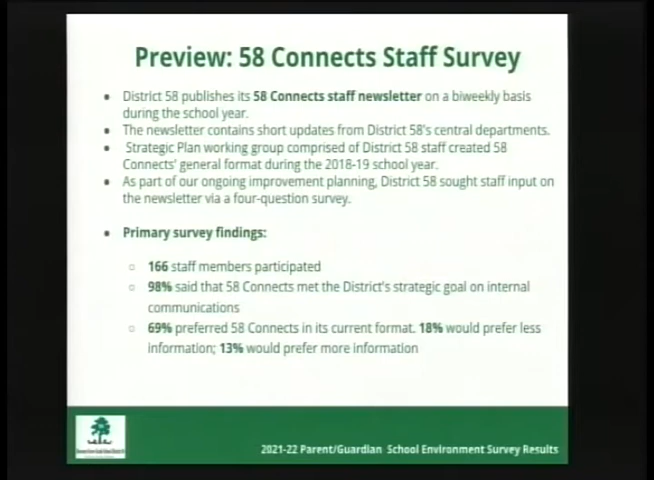 Preview: 58 Connects Staff Survey
• District 58 publishes its 58 Connects staff newsletter on a biweekly basis
during the school year.
• The newsletter contains short updates from District 58's central departments.
• Strategic Plan working group comprised of District 58 staff created 58
Connects' general format during the 2018-19 school year.
• As part of our ongoing improvement planning, District 58 sought staff input on
the newsletter via a four-question survey.
• Primary survey findings:
○ 166 staff members participated
○ 98% said that 58 Connects met the District's strategic goal on internal
communications
○ 69% preferred 58 Connects in its current format. 18% would prefer less
information; 13% would prefer more information
2021-22 Parent/Guardian School Environment Survey Results